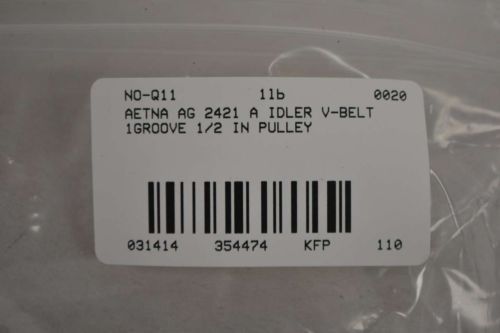 NO-Q11 1lb 0020
AETNA AG 2421 A IDLER V-BELT
1GROOVE 1/2 IN PULLEY
031414 354474 KFP 110